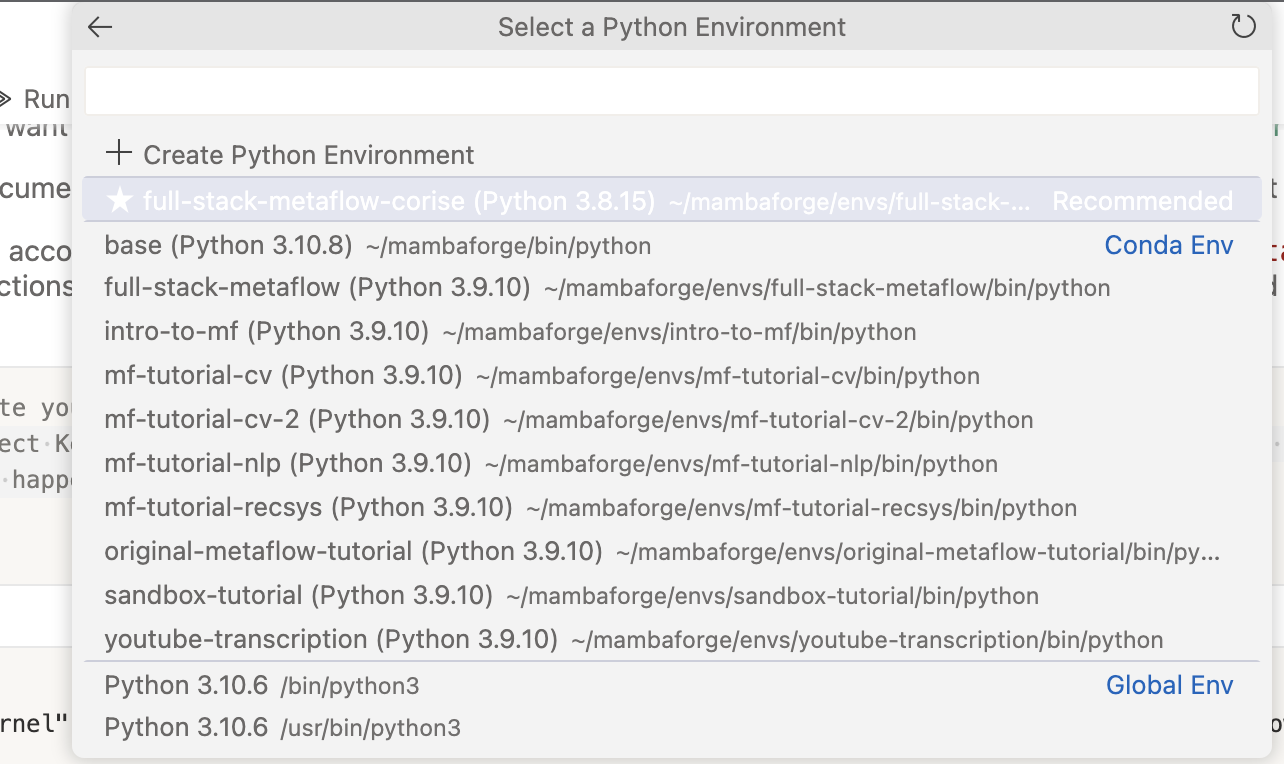 Select a Python Environment
Run
want
Create Python Environment
cume
★ full-stack-metaflow-corise (Python 3.8.15) ~/mambaforge/envs/full-stack-... Recommended
acco
base (Python 3.10.8) ~/mambaforge/bin/python Conda Env
ctions
full-stack-metaflow (Python 3.9.10) ~/mambaforge/envs/full-stack-metaflow/bin/python
intro-to-mf (Python 3.9.10) ~/mambaforge/envs/intro-to-mf/bin/python
mf-tutorial-cv (Python 3.9.10) ~/mambaforge/envs/mf-tutorial-cv/bin/python
te you
mf-tutorial-cv-2 (Python 3.9.10) ~/mambaforge/envs/mf-tutorial-cv-2/bin/python
ect·K
mf-tutorial-nlp (Python 3.9.10) ~/mambaforge/envs/mf-tutorial-nlp/bin/python
·happe
mf-tutorial-recsys (Python 3.9.10) ~/mambaforge/envs/mf-tutorial-recsys/bin/python
original-metaflow-tutorial (Python 3.9.10) ~/mambaforge/envs/original-metaflow-tutorial/bin/py...
sandbox-tutorial (Python 3.9.10) ~/mambaforge/envs/sandbox-tutorial/bin/python
youtube-transcription (Python 3.9.10) ~/mambaforge/envs/youtube-transcription/bin/python
Python 3.10.6 /bin/python3 Global Env
rnel"
Python 3.10.6 /usr/bin/python3